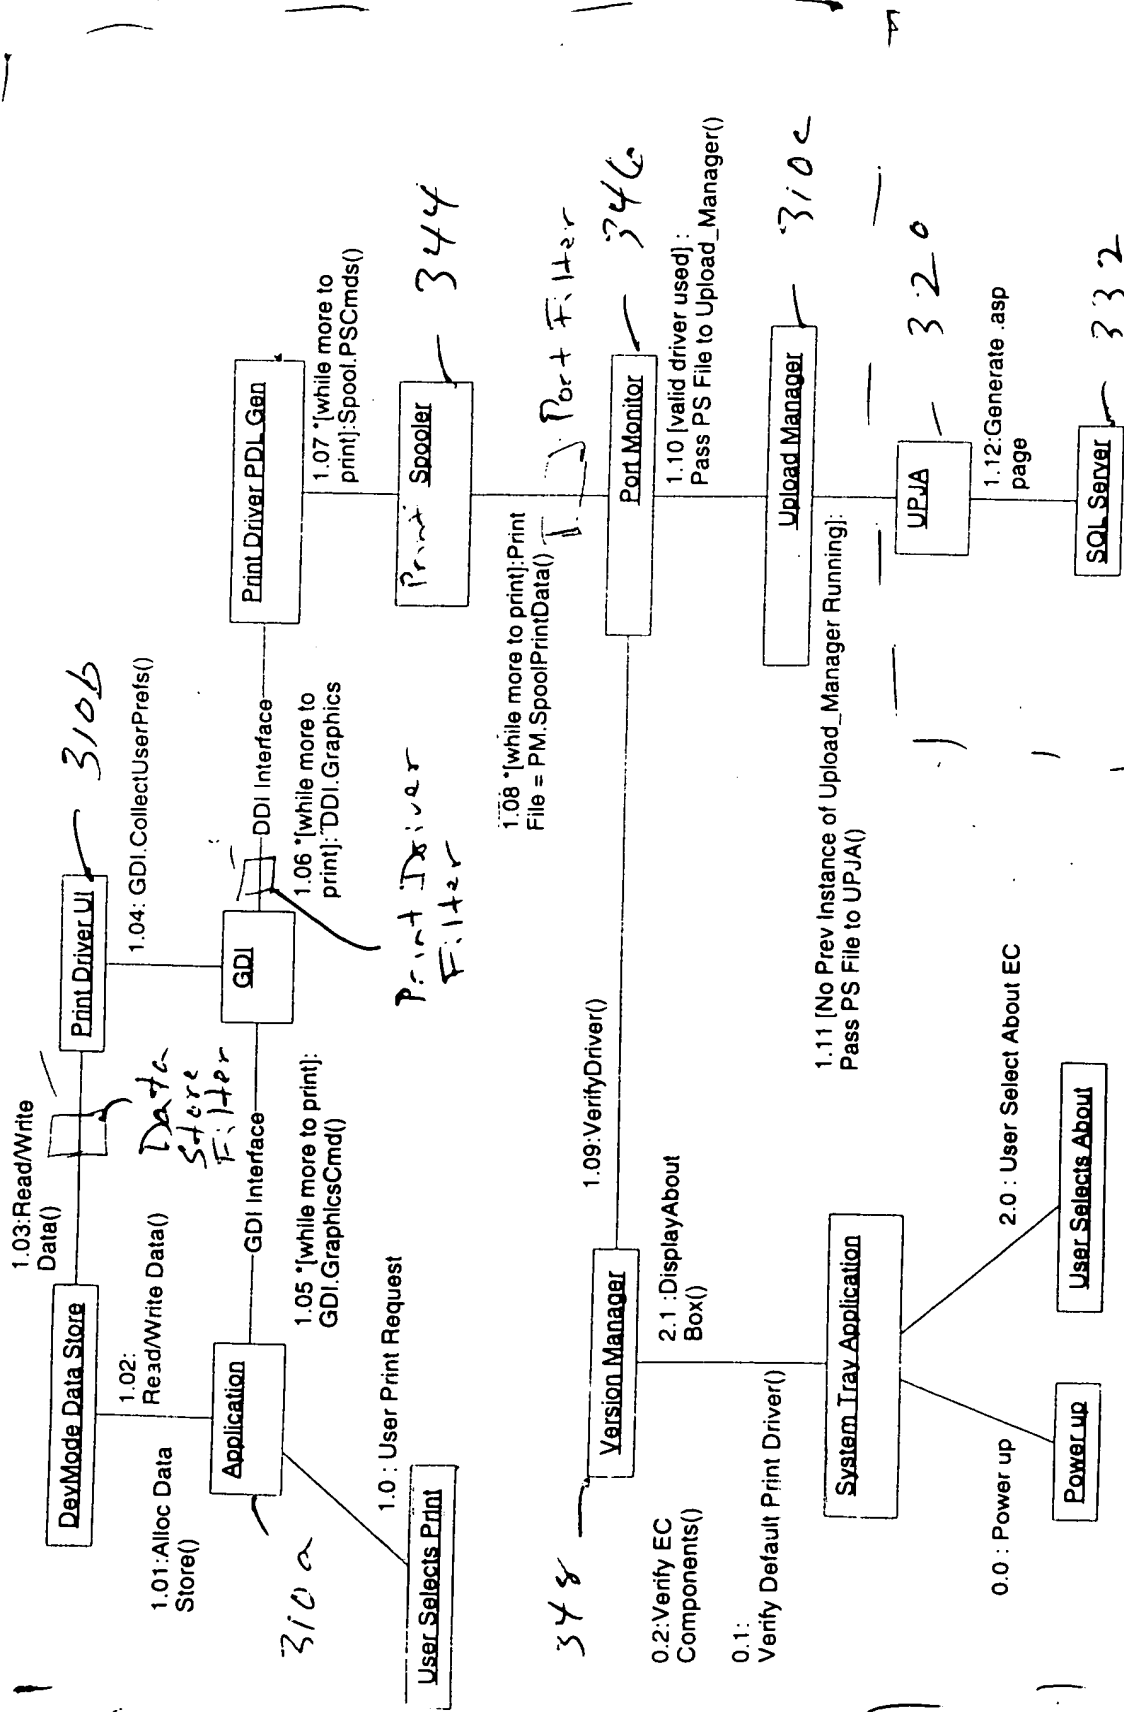 1.03:Read/Write
Data()
DevMode Data Store
Print Driver UI
310b
Data
Store
Filter
1.02:
Read/Write Data()
1.04: GDI.CollectUserPrefs()
1.01:Alloc Data
Store()
Application
310a
GDI Interface
GDI
DDI Interface
Print Driver PDL Gen
1.05 *[while more to print]:
GDI.GraphicsCmd()
1.06 *[while more to
print]: DDI.Graphics
1.07 *[while more to
print]:Spool.PSCmds()
Print Driver
Filter
1.0 : User Print Request
User Selects Print
Print Spooler
344
1.08 *[while more to print]:Print
File = PM.SpoolPrintData()
Port Filter
348
Version Manager
1.09:VerifyDriver()
Port Monitor
346
0.2:Verify EC
Components()
2.1 :DisplayAbout
Box()
1.10 [valid driver used] :
Pass PS File to Upload_Manager()
0.1:
Verify Default Print Driver()
Upload Manager
310c
System Tray Application
1.11 [No Prev Instance of Upload_Manager Running]:
Pass PS File to UPJA()
UPJA
320
0.0 : Power up
2.0 : User Select About EC
1.12:Generate .asp
page
Power up
User Selects About
SQL Server
332